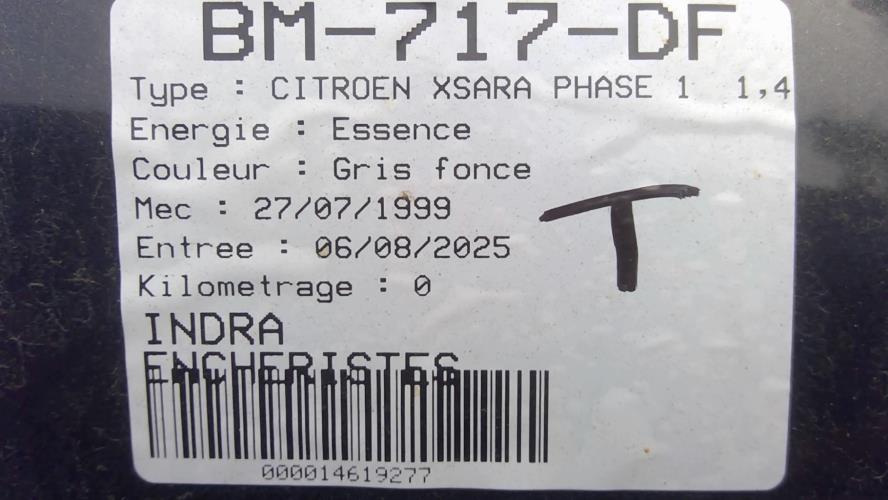 BM-717-DF
Type : CITROEN XSARA PHASE 1 1,4
Energie : Essence
Couleur : Gris fonce
Mec : 27/07/1999
Entree : 06/08/2025
T
Kilometrage : 0
INDRA
ENCHERISTES
000014619277